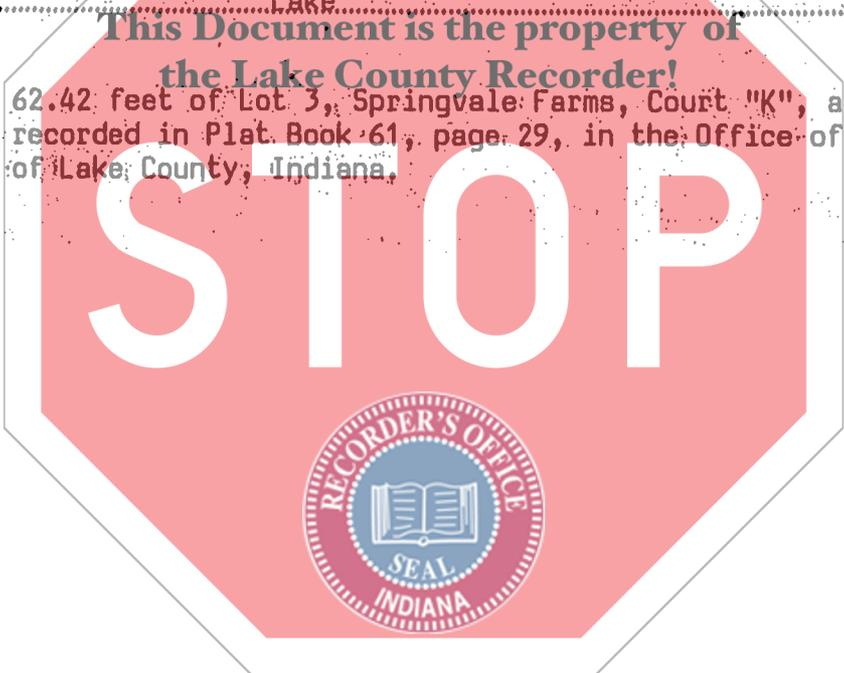 Lake
This Document is the property of
the Lake County Recorder!
62.42 feet of Lot 3, Springvale Farms, Court "K", a
recorded in Plat Book 61, page 29, in the Office of
of Lake County, Indiana.
STOP
RECORDER'S OFFICE
SEAL
INDIANA